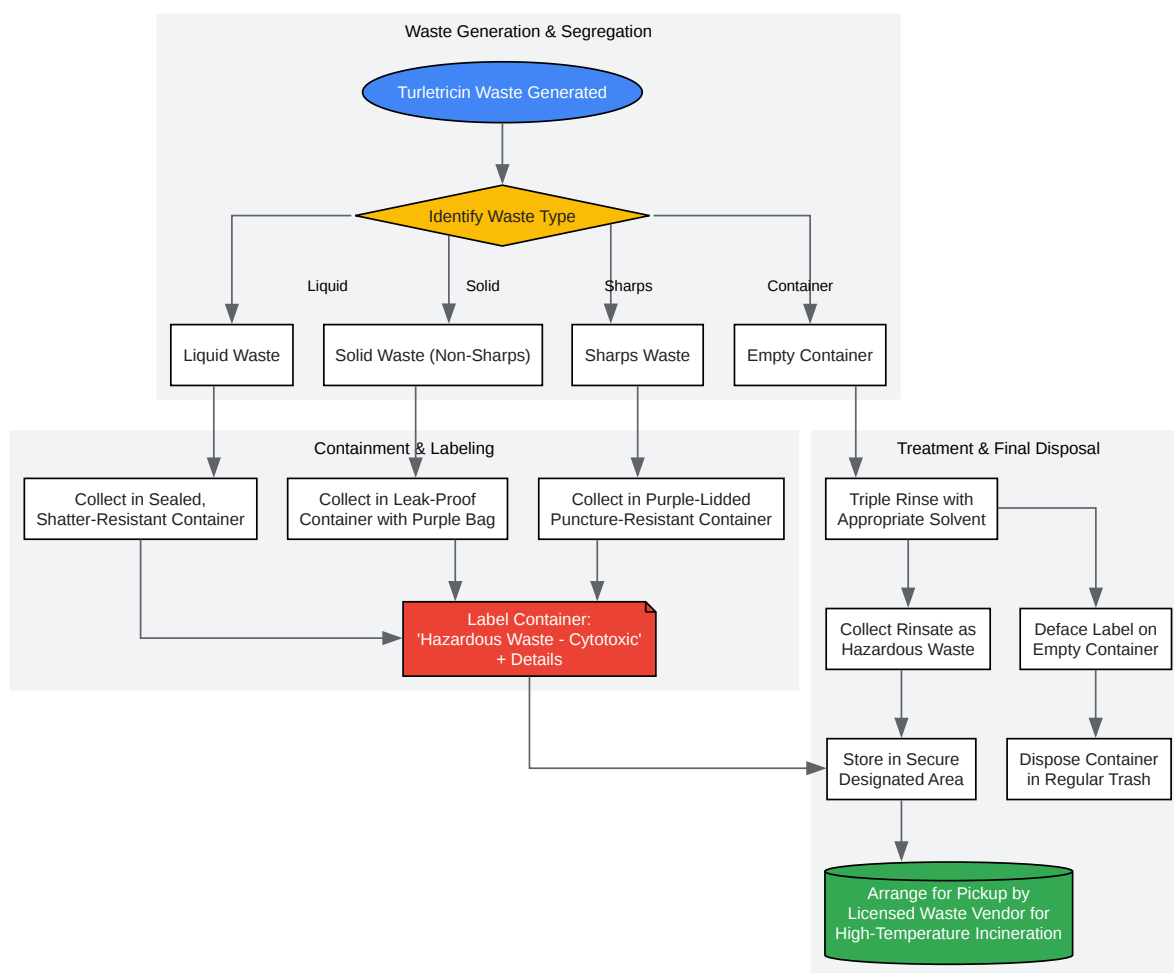 Waste Generation & Segregation
Turletricin Waste Generated
Identify Waste Type
Liquid
Solid
Sharps
Container
Liquid Waste
Solid Waste (Non-Sharps)
Sharps Waste
Empty Container
Containment & Labeling
Treatment & Final Disposal
Collect in Sealed,
Shatter-Resistant Container
Collect in Leak-Proof
Container with Purple Bag
Collect in Purple-Lidded
Puncture-Resistant Container
Triple Rinse with
Appropriate Solvent
Label Container:
'Hazardous Waste - Cytotoxic'
+ Details
Collect Rinsate as
Hazardous Waste
Deface Label on
Empty Container
Store in Secure
Designated Area
Dispose Container
in Regular Trash
Arrange for Pickup by
Licensed Waste Vendor for
High-Temperature Incineration